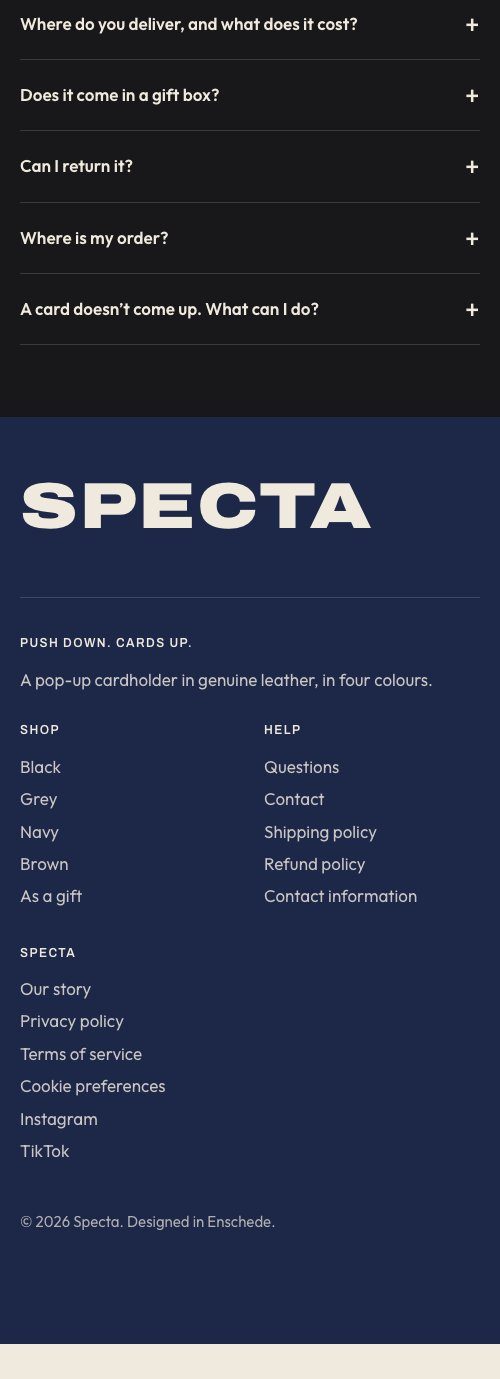 Where do you deliver, and what does it cost? +
Does it come in a gift box? +
Can I return it? +
Where is my order? +
A card doesn’t come up. What can I do? +
SPECTA
PUSH DOWN. CARDS UP.
A pop-up cardholder in genuine leather, in four colours.
SHOP
Black
Grey
Navy
Brown
As a gift
HELP
Questions
Contact
Shipping policy
Refund policy
Contact information
SPECTA
Our story
Privacy policy
Terms of service
Cookie preferences
Instagram
TikTok
© 2026 Specta. Designed in Enschede.